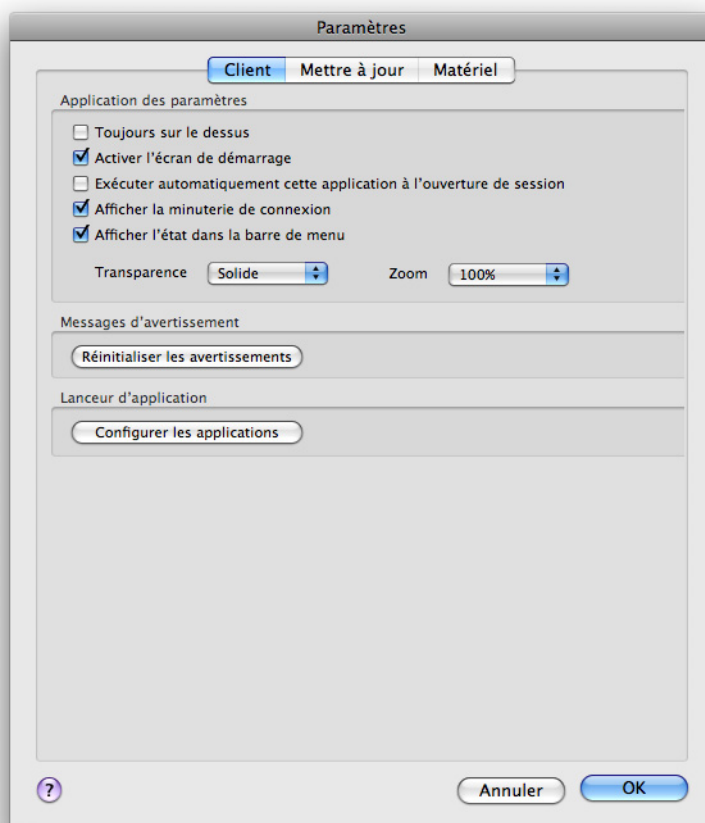 Paramètres
Client Mettre à jour Matériel
Application des paramètres
Toujours sur le dessus
Activer l'écran de démarrage
Exécuter automatiquement cette application à l'ouverture de session
Afficher la minuterie de connexion
Afficher l'état dans la barre de menu
Transparence Solide Zoom 100%
Messages d'avertissement
Réinitialiser les avertissements
Lanceur d'application
Configurer les applications
? Annuler OK